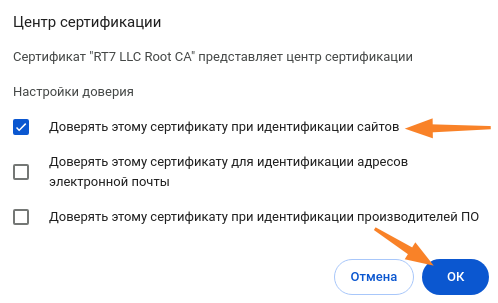 Центр сертификации
Сертификат "RT7 LLC Root CA" представляет центр сертификации
Настройки доверия
Доверять этому сертификату при идентификации сайтов
Доверять этому сертификату для идентификации адресов
электронной почты
Доверять этому сертификату при идентификации производителей ПО
Отмена
ОК